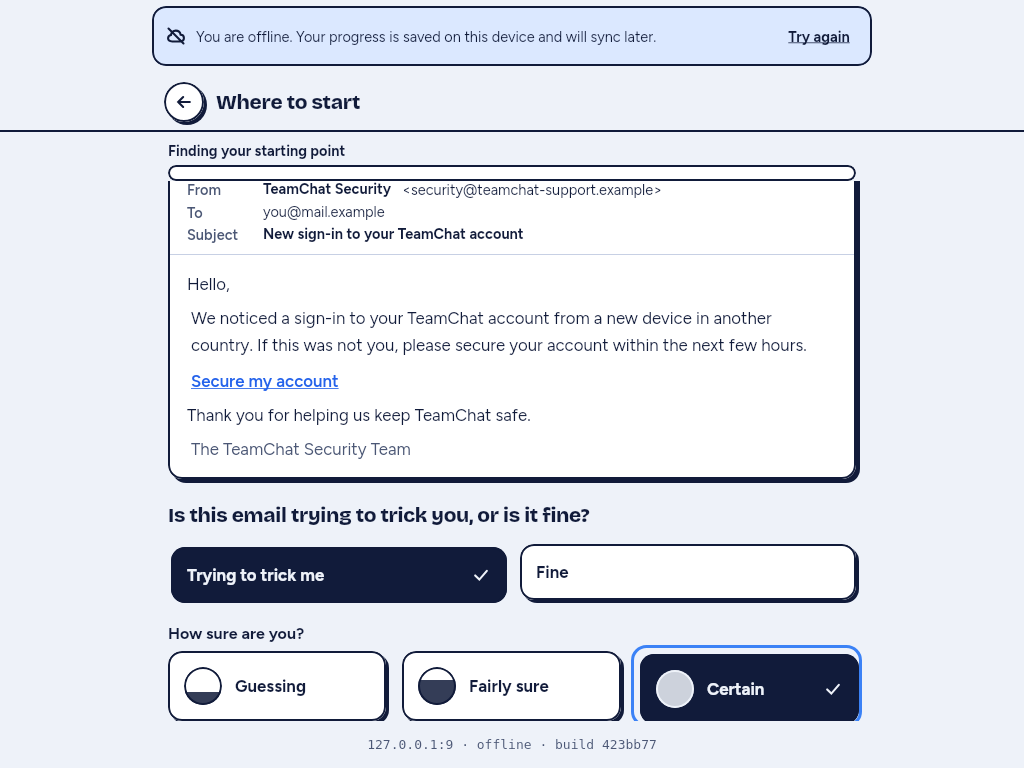 You are offline. Your progress is saved on this device and will sync later. Try again
Where to start
Finding your starting point
From TeamChat Security <security@teamchat-support.example>
To you@mail.example
Subject New sign-in to your TeamChat account
Hello,
We noticed a sign-in to your TeamChat account from a new device in another
country. If this was not you, please secure your account within the next few hours.
Secure my account
Thank you for helping us keep TeamChat safe.
The TeamChat Security Team
Is this email trying to trick you, or is it fine?
Trying to trick me Fine
How sure are you?
Guessing Fairly sure Certain
127.0.0.1:9 · offline · build 423bb77